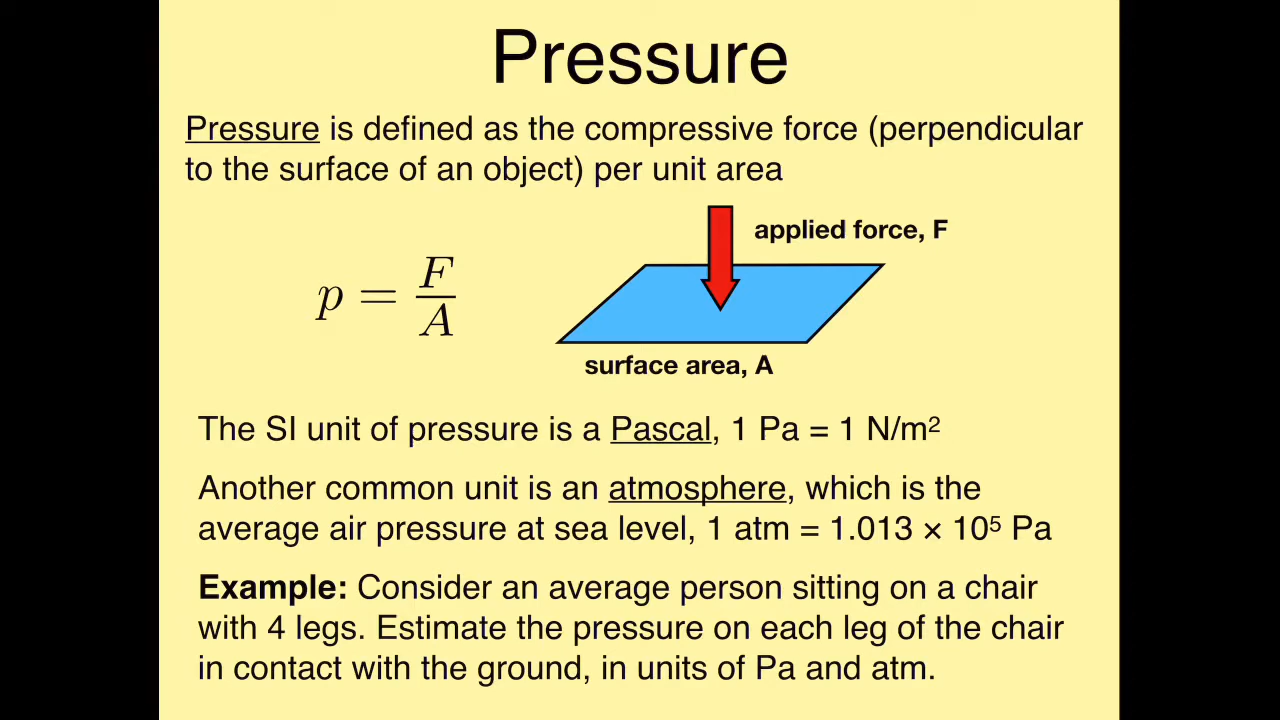 Pressure
Pressure is defined as the compressive force (perpendicular
to the surface of an object) per unit area
applied force, F
p = F/A
surface area, A
The SI unit of pressure is a Pascal, 1 Pa = 1 N/m²
Another common unit is an atmosphere, which is the
average air pressure at sea level, 1 atm = 1.013 × 10⁵ Pa
Example: Consider an average person sitting on a chair
with 4 legs. Estimate the pressure on each leg of the chair
in contact with the ground, in units of Pa and atm.